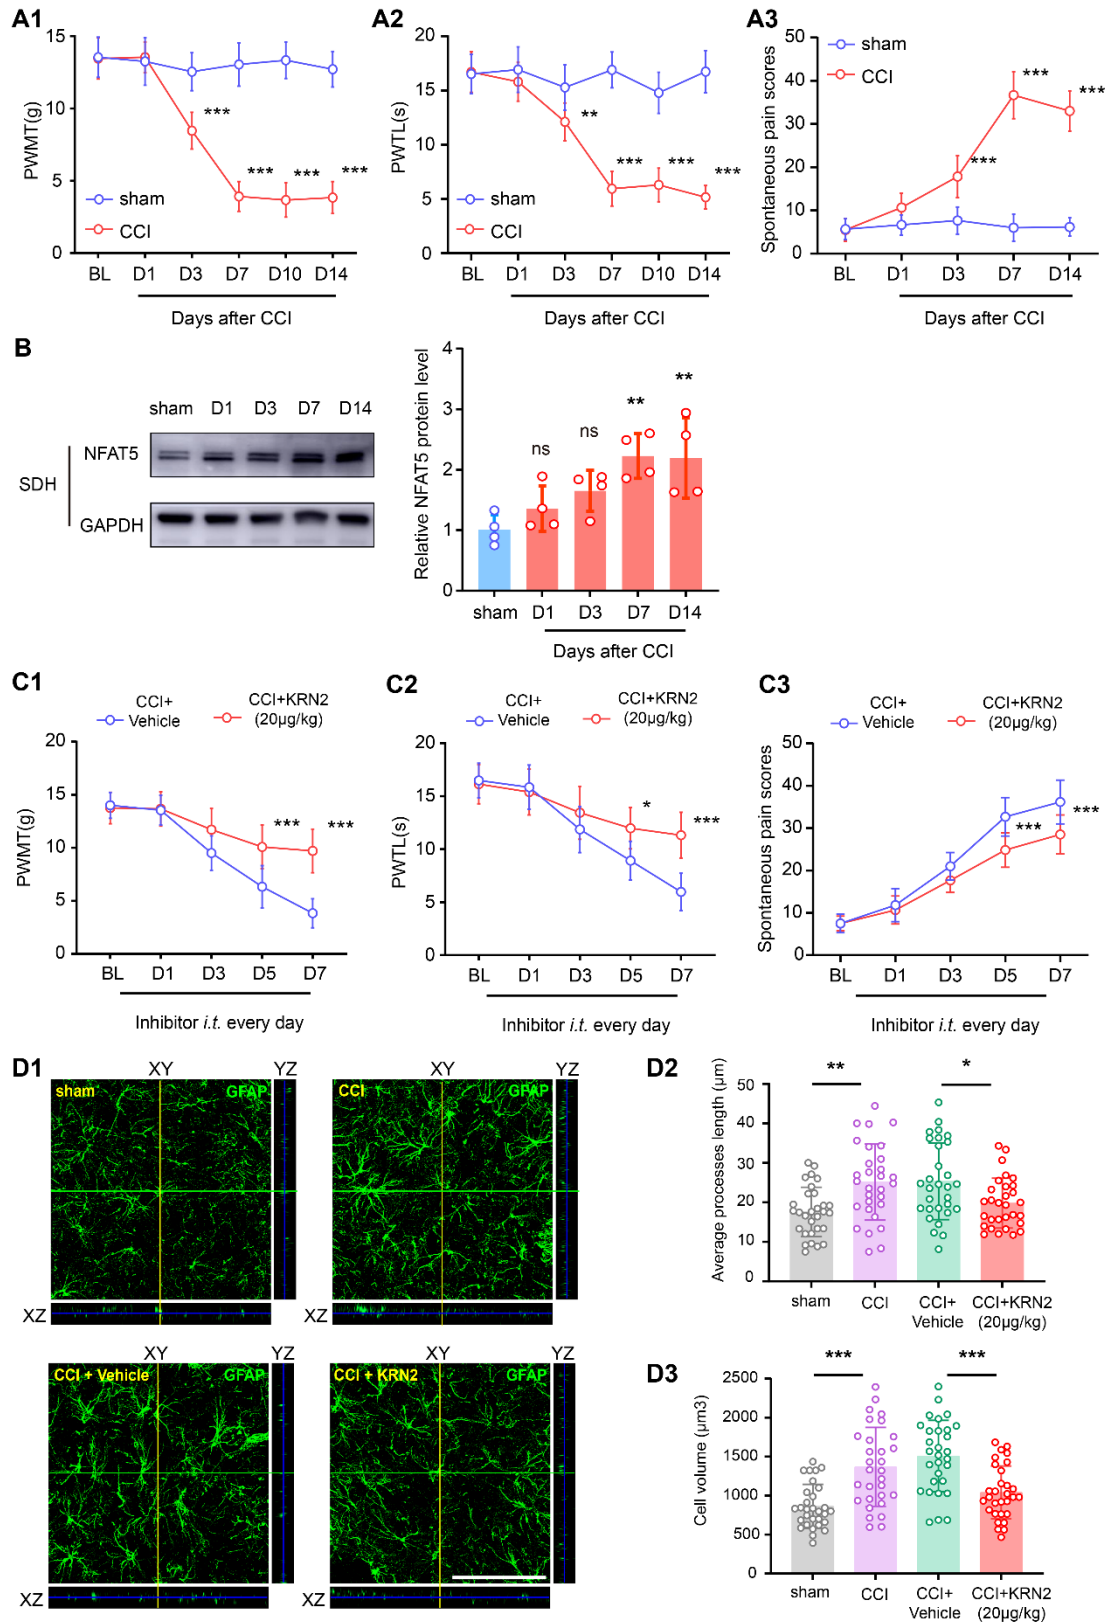 A1
PWMT(g)
15
10
5
0
***
***
***
***
sham
CCI
BL D1 D3 D7 D10 D14
Days after CCI
A2
PWTL(s)
20
15
10
5
0
**
***
***
***
sham
CCI
BL D1 D3 D7 D10 D14
Days after CCI
A3
Spontaneous pain scores
50
40
30
20
10
0
sham
CCI
***
***
***
BL D1 D3 D7 D14
Days after CCI
B
sham D1 D3 D7 D14
NFAT5
SDH
GAPDH
Relative NFAT5 protein level
4
3
2
1
0
ns
ns
**
**
sham D1 D3 D7 D14
Days after CCI
C1
CCI+
Vehicle
CCI+KRN2
(20μg/kg)
PWMT(g)
20
15
10
5
0
***
***
BL D1 D3 D5 D7
Inhibitor i.t. every day
C2
CCI+
Vehicle
CCI+KRN2
(20μg/kg)
PWTL(s)
20
15
10
5
0
*
***
BL D1 D3 D5 D7
Inhibitor i.t. every day
C3
CCI+
Vehicle
CCI+KRN2
(20μg/kg)
Spontaneous pain scores
50
40
30
20
10
0
***
***
BL D1 D3 D5 D7
Inhibitor i.t. every day
D1
XY YZ
sham GFAP
XZ
XY YZ
CCI GFAP
XZ
XY YZ
CCI + Vehicle GFAP
XZ
XY YZ
CCI + KRN2 GFAP
XZ
D2
Average processes length (μm)
50
40
30
20
10
0
**
*
sham CCI CCI+ CCI+KRN2
Vehicle (20μg/kg)
D3
Cell volume (μm3)
2500
2000
1500
1000
500
0
***
***
sham CCI CCI+ CCI+KRN2
Vehicle (20μg/kg)